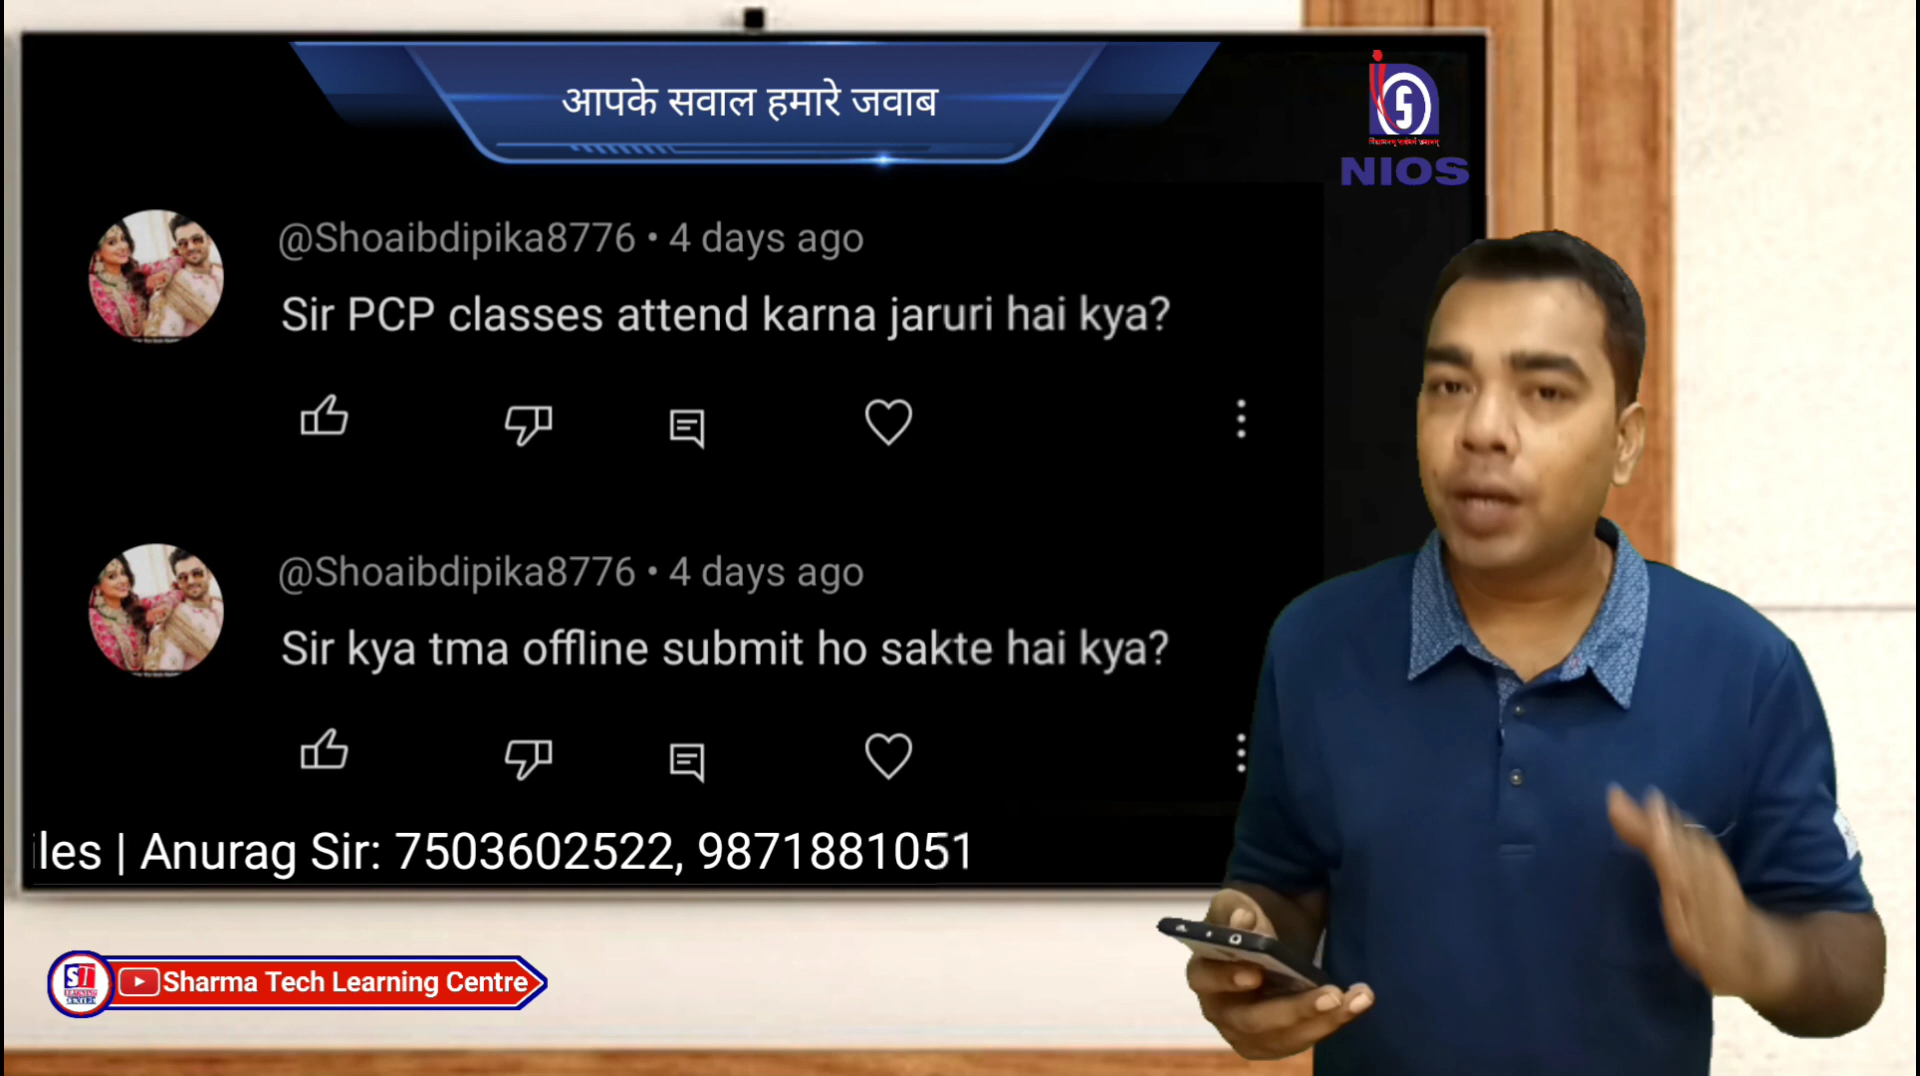 आपके सवाल हमारे जवाब
NIOS
@Shoaibdipika8776 • 4 days ago
Sir PCP classes attend karna jaruri hai kya?
@Shoaibdipika8776 • 4 days ago
Sir kya tma offline submit ho sakte hai kya?
iles | Anurag Sir: 7503602522, 9871881051
Sharma Tech Learning Centre